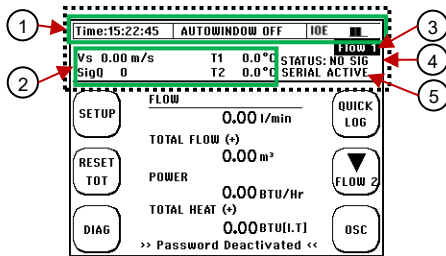 1
Time:15:22:45 AUTOWINDOW OFF IOE
3
Flow 1
Vs 0.00 m/s T1 0.0°C
STATUS: NO SIG
4
2
SigQ 0 T2 0.0°C
SERIAL ACTIVE
5
SETUP
FLOW
0.00 l/min
QUICK
LOG
TOTAL FLOW (+)
0.00 m³
RESET
TOT
POWER
0.00 BTU/Hr
FLOW 2
TOTAL HEAT (+)
0.00 BTU[I.T]
DIAG
OSC
>> Password Deactivated <<